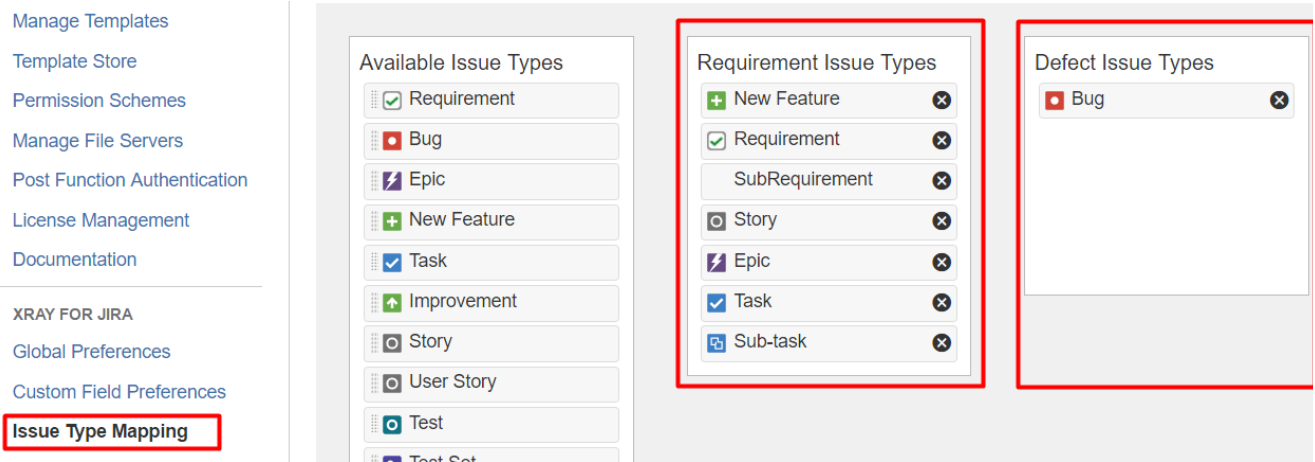 Manage Templates
Template Store
Permission Schemes
Manage File Servers
Post Function Authentication
License Management
Documentation
XRAY FOR JIRA
Global Preferences
Custom Field Preferences
Issue Type Mapping
Available Issue Types
Requirement
Bug
Epic
New Feature
Task
Improvement
Story
User Story
Test
Test Set
Requirement Issue Types
New Feature
Requirement
SubRequirement
Story
Epic
Task
Sub-task
Defect Issue Types
Bug